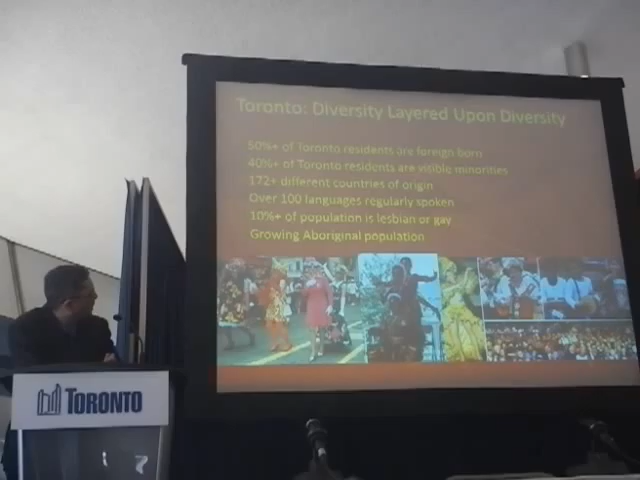 Toronto: Diversity Layered Upon Diversity
50%+ of Toronto residents are foreign born
40%+ of Toronto residents are visible minorities
172+ different countries of origin
Over 100 languages regularly spoken
10%+ of population is lesbian or gay
Growing Aboriginal population
TORONTO